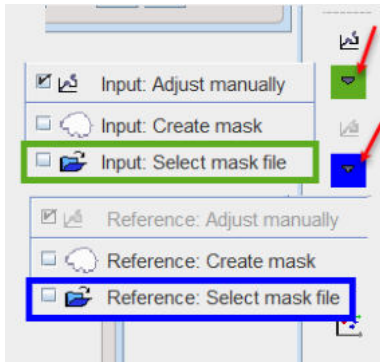 Input: Adjust manually
Input: Create mask
Input: Select mask file
Reference: Adjust manually
Reference: Create mask
Reference: Select mask file